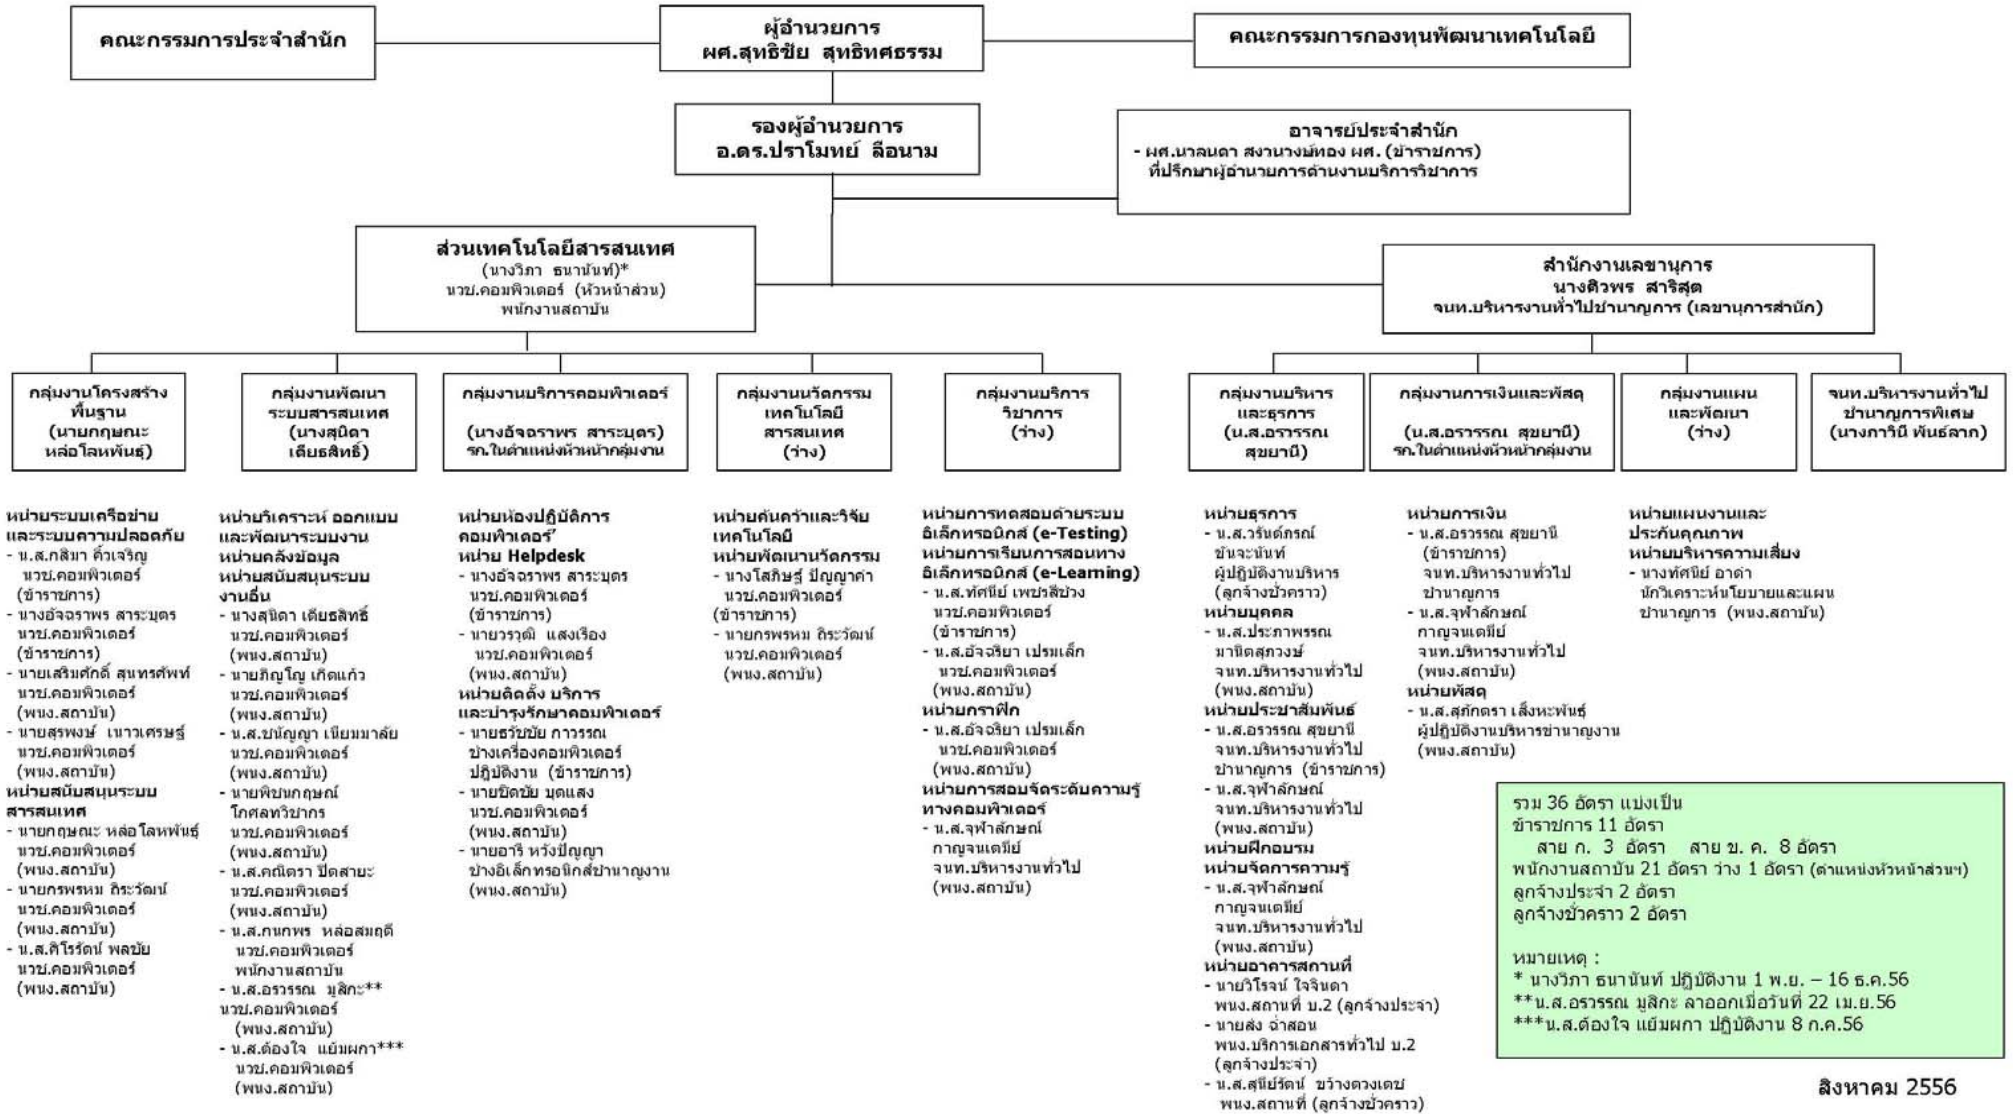 คณะกรรมการประจำสำนัก
ผู้อำนวยการ
ผศ.สุทธิชัย สุทธิทศธรรม
คณะกรรมการกองทุนพัฒนาเทคโนโลยี
รองผู้อำนวยการ
อ.ดร.ปราโมทย์ ลือนาม
อาจารย์ประจำสำนัก
- ผศ.นาลนดา สงานวงษ์ทอง ผศ. (ข้าราชการ)
ที่ปรึกษาผู้อำนวยการด้านงานบริการวิชาการ
ส่วนเทคโนโลยีสารสนเทศ
(นางวิภา ธนานันท์)*
นวช.คอมพิวเตอร์ (หัวหน้าส่วน)
พนักงานสถาบัน
สำนักงานเลขานุการ
นางศิวพร สาริสุต
จนท.บริหารงานทั่วไปชำนาญการ (เลขานุการสำนัก)
กลุ่มงานโครงสร้าง
พื้นฐาน
(นายกฤษณะ
หล่อโลหพันธุ์)
กลุ่มงานพัฒนา
ระบบสารสนเทศ
(นางสุนิดา
เดียธสิทธิ์)
กลุ่มงานบริการคอมพิวเตอร์
(นางอัจฉราพร สาระบุตร)
รก.ในตำแหน่งหัวหน้ากลุ่มงาน
กลุ่มงานนวัตกรรม
เทคโนโลยี
สารสนเทศ
(ว่าง)
กลุ่มงานบริการ
วิชาการ
(ว่าง)
กลุ่มงานบริหาร
และธุรการ
(น.ส.อรวรรณ
สุขยานี)
กลุ่มงานการเงินและพัสดุ
(น.ส.อรวรรณ สุขยานี)
รก.ในตำแหน่งหัวหน้ากลุ่มงาน
กลุ่มงานแผน
และพัฒนา
(ว่าง)
จนท.บริหารงานทั่วไป
ชำนาญการพิเศษ
(นางภาวินี พันธ์ลาภ)
หน่วยระบบเครือข่าย
และระบบความปลอดภัย
- น.ส.กสิมา คิ้วเจริญ
นวช.คอมพิวเตอร์
(ข้าราชการ)
- นางอัจฉราพร สาระบุตร
นวช.คอมพิวเตอร์
(ข้าราชการ)
- นายเสริมศักดิ์ สุนทรศัพท์
นวช.คอมพิวเตอร์
(พนง.สถาบัน)
- นายสุรพงษ์ เนาวเศรษฐ์
นวช.คอมพิวเตอร์
(พนง.สถาบัน)
หน่วยสนับสนุนระบบ
สารสนเทศ
- นายกฤษณะ หล่อโลหพันธุ์
นวช.คอมพิวเตอร์
(พนง.สถาบัน)
- นายกรพรหม ถิระวัฒน์
นวช.คอมพิวเตอร์
(พนง.สถาบัน)
- น.ส.ศิโรรัตน์ พลชัย
นวช.คอมพิวเตอร์
(พนง.สถาบัน)
หน่วยวิเคราะห์ ออกแบบ
และพัฒนาระบบงาน
หน่วยคลังข้อมูล
หน่วยสนับสนุนระบบ
งานอื่น
- นางสุนิดา เดียธสิทธิ์
นวช.คอมพิวเตอร์
(พนง.สถาบัน)
- นายภิญโญ เกิดแก้ว
นวช.คอมพิวเตอร์
(พนง.สถาบัน)
- น.ส.ชนัญญา เนียมมาลัย
นวช.คอมพิวเตอร์
(พนง.สถาบัน)
- นายพิชนกฤษณ์
โกศลทวิชากร
นวช.คอมพิวเตอร์
(พนง.สถาบัน)
- น.ส.คณิตรา ปัดสายะ
นวช.คอมพิวเตอร์
(พนง.สถาบัน)
- น.ส.กนกพร หล่อสมฤดี
นวช.คอมพิวเตอร์
พนักงานสถาบัน
- น.ส.อรวรรณ มูสิกะ**
นวช.คอมพิวเตอร์
(พนง.สถาบัน)
- น.ส.ต้องใจ แย้มผกา***
นวช.คอมพิวเตอร์
(พนง.สถาบัน)
หน่วยห้องปฏิบัติการ
คอมพิวเตอร์
หน่วย Helpdesk
- นางอัจฉราพร สาระบุตร
นวช.คอมพิวเตอร์
(ข้าราชการ)
- นายวรวุฒิ แสงเรือง
นวช.คอมพิวเตอร์
(พนง.สถาบัน)
หน่วยติดตั้ง บริการ
และบำรุงรักษาคอมพิวเตอร์
- นายธวัชชัย ภาวรรณ
ช่างเครื่องคอมพิวเตอร์
ปฏิบัติงาน (ข้าราชการ)
- นายชิดชัย บุดแสง
นวช.คอมพิวเตอร์
(พนง.สถาบัน)
- นายอารี หวังปัญญา
ช่างอิเล็กทรอนิกส์ชำนาญงาน
(พนง.สถาบัน)
หน่วยค้นคว้าและวิจัย
เทคโนโลยี
หน่วยพัฒนานวัตกรรม
- นางโสภิษฐ์ ปัญญาคำ
นวช.คอมพิวเตอร์
(ข้าราชการ)
- นายกรพรหม ถิระวัฒน์
นวช.คอมพิวเตอร์
(พนง.สถาบัน)
หน่วยการทดสอบด้วยระบบ
อิเล็กทรอนิกส์ (e-Testing)
หน่วยการเรียนการสอนทาง
อิเล็กทรอนิกส์ (e-Learning)
- น.ส.ทัศนีย์ เพชรสีช่วง
นวช.คอมพิวเตอร์
(ข้าราชการ)
- น.ส.อัจฉริยา เปรมเล็ก
นวช.คอมพิวเตอร์
(พนง.สถาบัน)
หน่วยกราฟิก
- น.ส.อัจฉริยา เปรมเล็ก
นวช.คอมพิวเตอร์
(พนง.สถาบัน)
หน่วยการสอบจัดระดับความรู้
ทางคอมพิวเตอร์
- น.ส.จุฬาลักษณ์
กาญจนเตมีย์
จนท.บริหารงานทั่วไป
(พนง.สถาบัน)
หน่วยธุรการ
- น.ส.วรันต์ภรณ์
ขันจะนันท์
ผู้ปฏิบัติงานบริหาร
(ลูกจ้างชั่วคราว)
หน่วยบุคคล
- น.ส.ประภาพรรณ
มานิตสุภวงษ์
จนท.บริหารงานทั่วไป
(พนง.สถาบัน)
หน่วยประชาสัมพันธ์
- น.ส.อรวรรณ สุขยานี
จนท.บริหารงานทั่วไป
ชำนาญการ (ข้าราชการ)
- น.ส.จุฬาลักษณ์
จนท.บริหารงานทั่วไป
(พนง.สถาบัน)
หน่วยฝึกอบรม
หน่วยจัดการความรู้
- น.ส.จุฬาลักษณ์
กาญจนเตมีย์
จนท.บริหารงานทั่วไป
(พนง.สถาบัน)
หน่วยอาคารสถานที่
- นายวิโรจน์ ใจจินดา
พนง.สถานที่ บ.2 (ลูกจ้างประจำ)
- นายส่ง ฉ่ำสอน
พนง.บริการเอกสารทั่วไป บ.2
(ลูกจ้างประจำ)
- น.ส.สุนีย์รัตน์ ขว้างดวงเดช
พนง.สถานที่ (ลูกจ้างชั่วคราว)
หน่วยการเงิน
- น.ส.อรวรรณ สุขยานี
(ข้าราชการ)
จนท.บริหารงานทั่วไป
ชำนาญการ
- น.ส.จุฬาลักษณ์
กาญจนเตมีย์
จนท.บริหารงานทั่วไป
(พนง.สถาบัน)
หน่วยพัสดุ
- น.ส.สุภักตรา เส็งหะพันธุ์
ผู้ปฏิบัติงานบริหารชำนาญงาน
(พนง.สถาบัน)
หน่วยแผนงานและ
ประกันคุณภาพ
หน่วยบริหารความเสี่ยง
- นางทัศนีย์ อาดำ
นักวิเคราะห์นโยบายและแผน
ชำนาญการ (พนง.สถาบัน)
รวม 36 อัตรา แบ่งเป็น
ข้าราชการ 11 อัตรา
สาย ก. 3 อัตรา สาย ข. ค. 8 อัตรา
พนักงานสถาบัน 21 อัตรา ว่าง 1 อัตรา (ตำแหน่งหัวหน้าส่วนฯ)
ลูกจ้างประจำ 2 อัตรา
ลูกจ้างชั่วคราว 2 อัตรา
หมายเหตุ :
* นางวิภา ธนานันท์ ปฏิบัติงาน 1 พ.ย. – 16 ธ.ค.56
**น.ส.อรวรรณ มูสิกะ ลาออกเมื่อวันที่ 22 เม.ย.56
***น.ส.ต้องใจ แย้มผกา ปฏิบัติงาน 8 ก.ค.56
สิงหาคม 2556